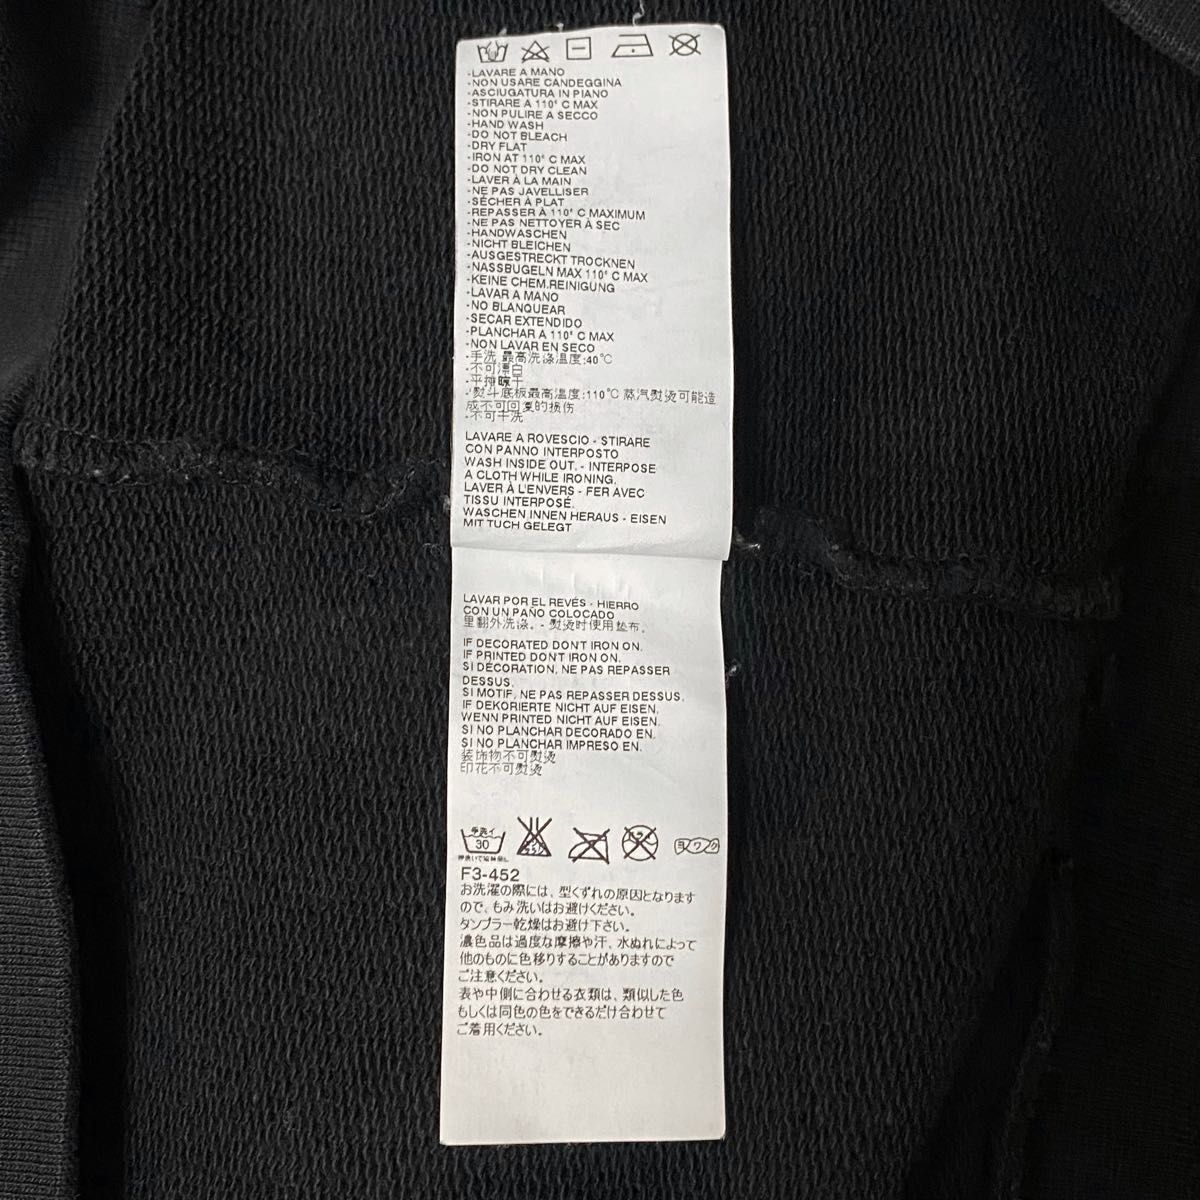 -LAVARE A MANO
-NON USARE CANDEGGINA
-ASCIUGATURA IN PIANO
-STIRARE A 110° C MAX
-NON PULIRE A SECCO
-HAND WASH
-DO NOT BLEACH
-DRY FLAT
-IRON AT 110° C MAX
-DO NOT DRY CLEAN
-LAVER À LA MAIN
-NE PAS JAVELLISER
-SÉCHER À PLAT
-REPASSER À 110° C MAXIMUM
-NE PAS NETTOYER À SEC
-HANDWASCHEN
-NICHT BLEICHEN
-AUSGESTRECKT TROCKNEN
-NASSBUGELN MAX 110° C MAX
-KEINE CHEM.REINIGUNG
-LAVAR A MANO
-NO BLANQUEAR
-SECAR EXTENDIDO
-PLANCHAR A 110° C MAX
-NON LAVAR EN SECO
-手洗 最高洗涤温度:40℃
-不可漂白
-平摊晾干
-熨斗底板最高温度:110℃ 蒸汽熨烫可能造
成不可回复的损伤
-不可干洗
LAVARE A ROVESCIO - STIRARE
CON PANNO INTERPOSTO
WASH INSIDE OUT. - INTERPOSE
A CLOTH WHILE IRONING.
LAVER À L'ENVERS - FER AVEC
TISSU INTERPOSÉ.
WASCHEN INNEN HERAUS - EISEN
MIT TUCH GELEGT
LAVAR POR EL REVÉS - HIERRO
CON UN PAÑO COLOCADO
里翻外洗涤。- 熨烫时使用垫布。
IF DECORATED DONT IRON ON.
IF PRINTED DONT IRON ON.
SI DÉCORATION, NE PAS REPASSER
DESSUS.
SI MOTIF, NE PAS REPASSER DESSUS.
IF DEKORIERTE NICHT AUF EISEN.
WENN PRINTED NICHT AUF EISEN.
SI NO PLANCHAR DECORADO EN.
SI NO PLANCHAR IMPRESO EN.
装饰物不可熨烫
印花不可熨烫
手洗イ
30
ヨワク
F3-452
お洗濯の際には、型くずれの原因となります
ので、もみ洗いはお避けください。
タンブラー乾燥はお避け下さい。
濃色品は過度な摩擦や汗、水ぬれによって
他のものに色移りすることがありますので
ご注意ください。
表や中側に合わせる衣類は、類似した色
もしくは同色の色をできるだけ合わせて
ご着用ください。